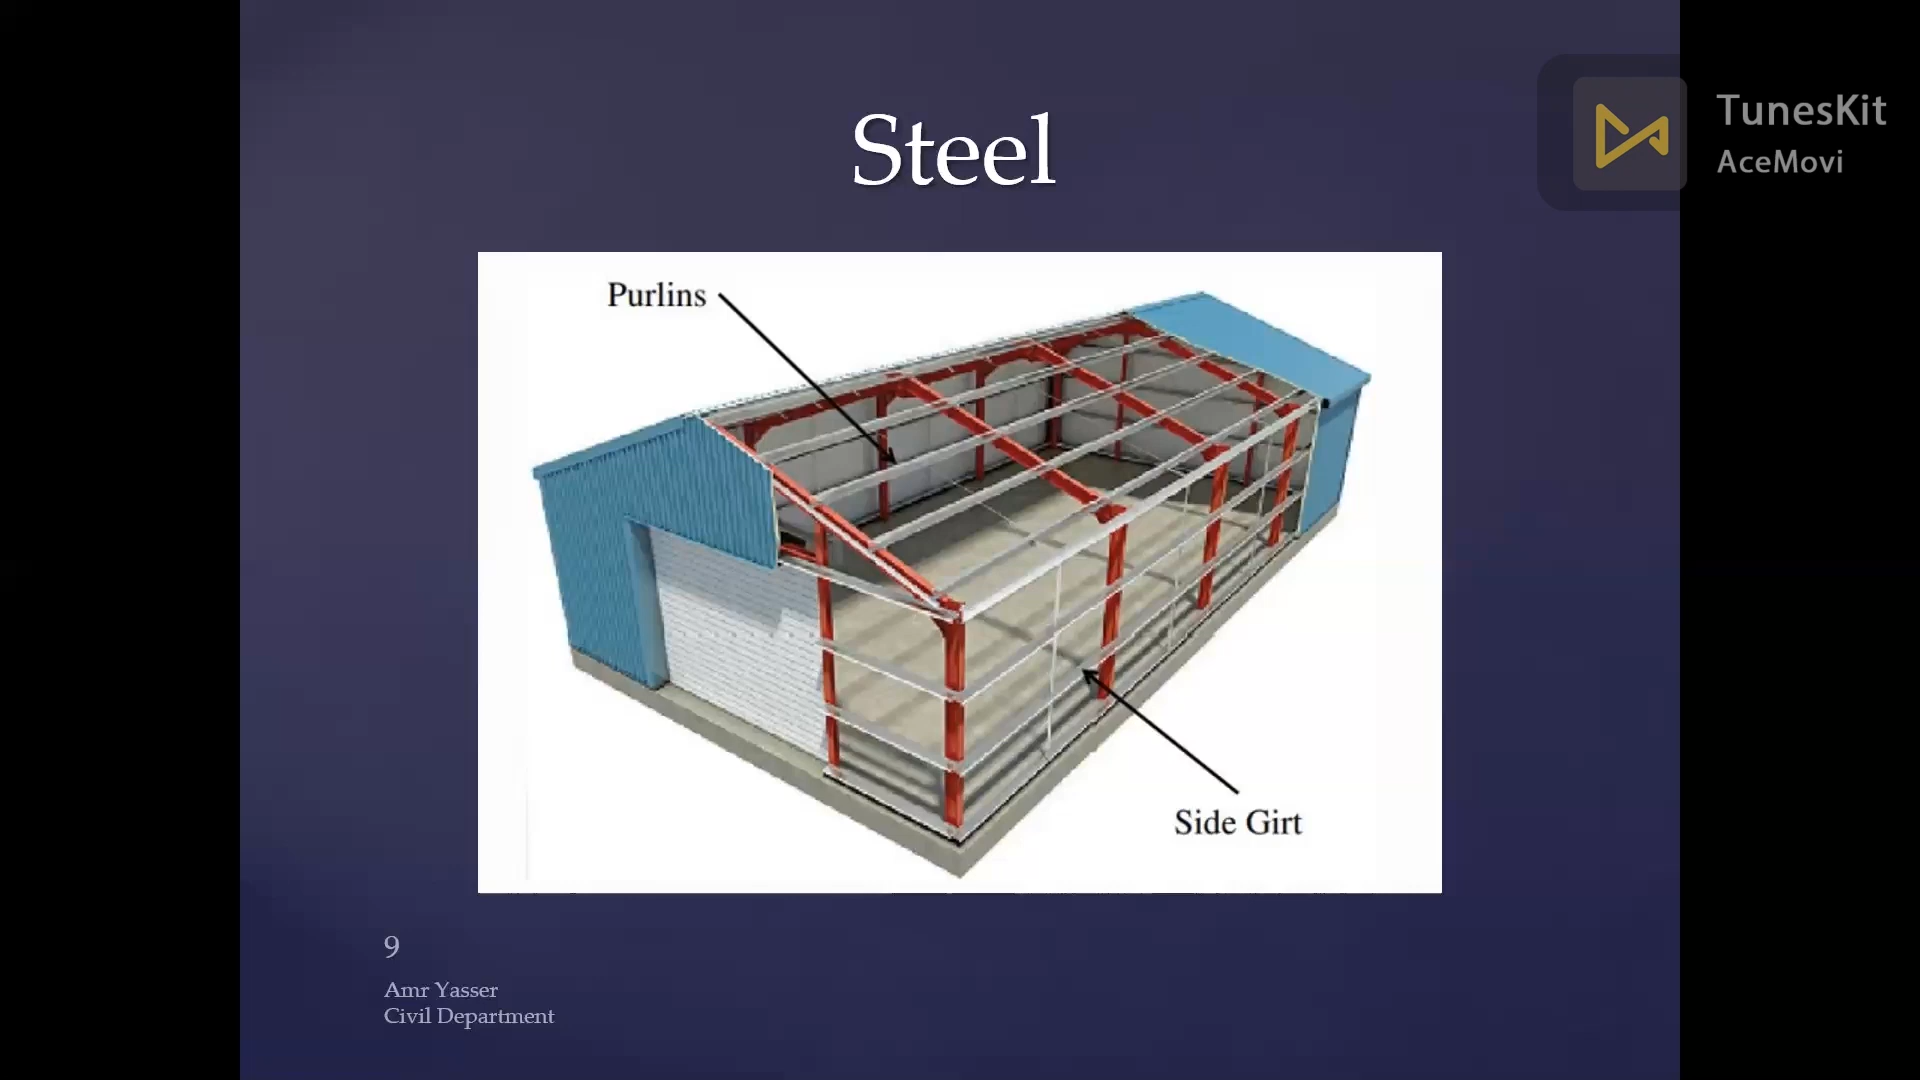 Steel
TunesKit
AceMovi
Purlins
Side Girt
9
Amr Yasser
Civil Department